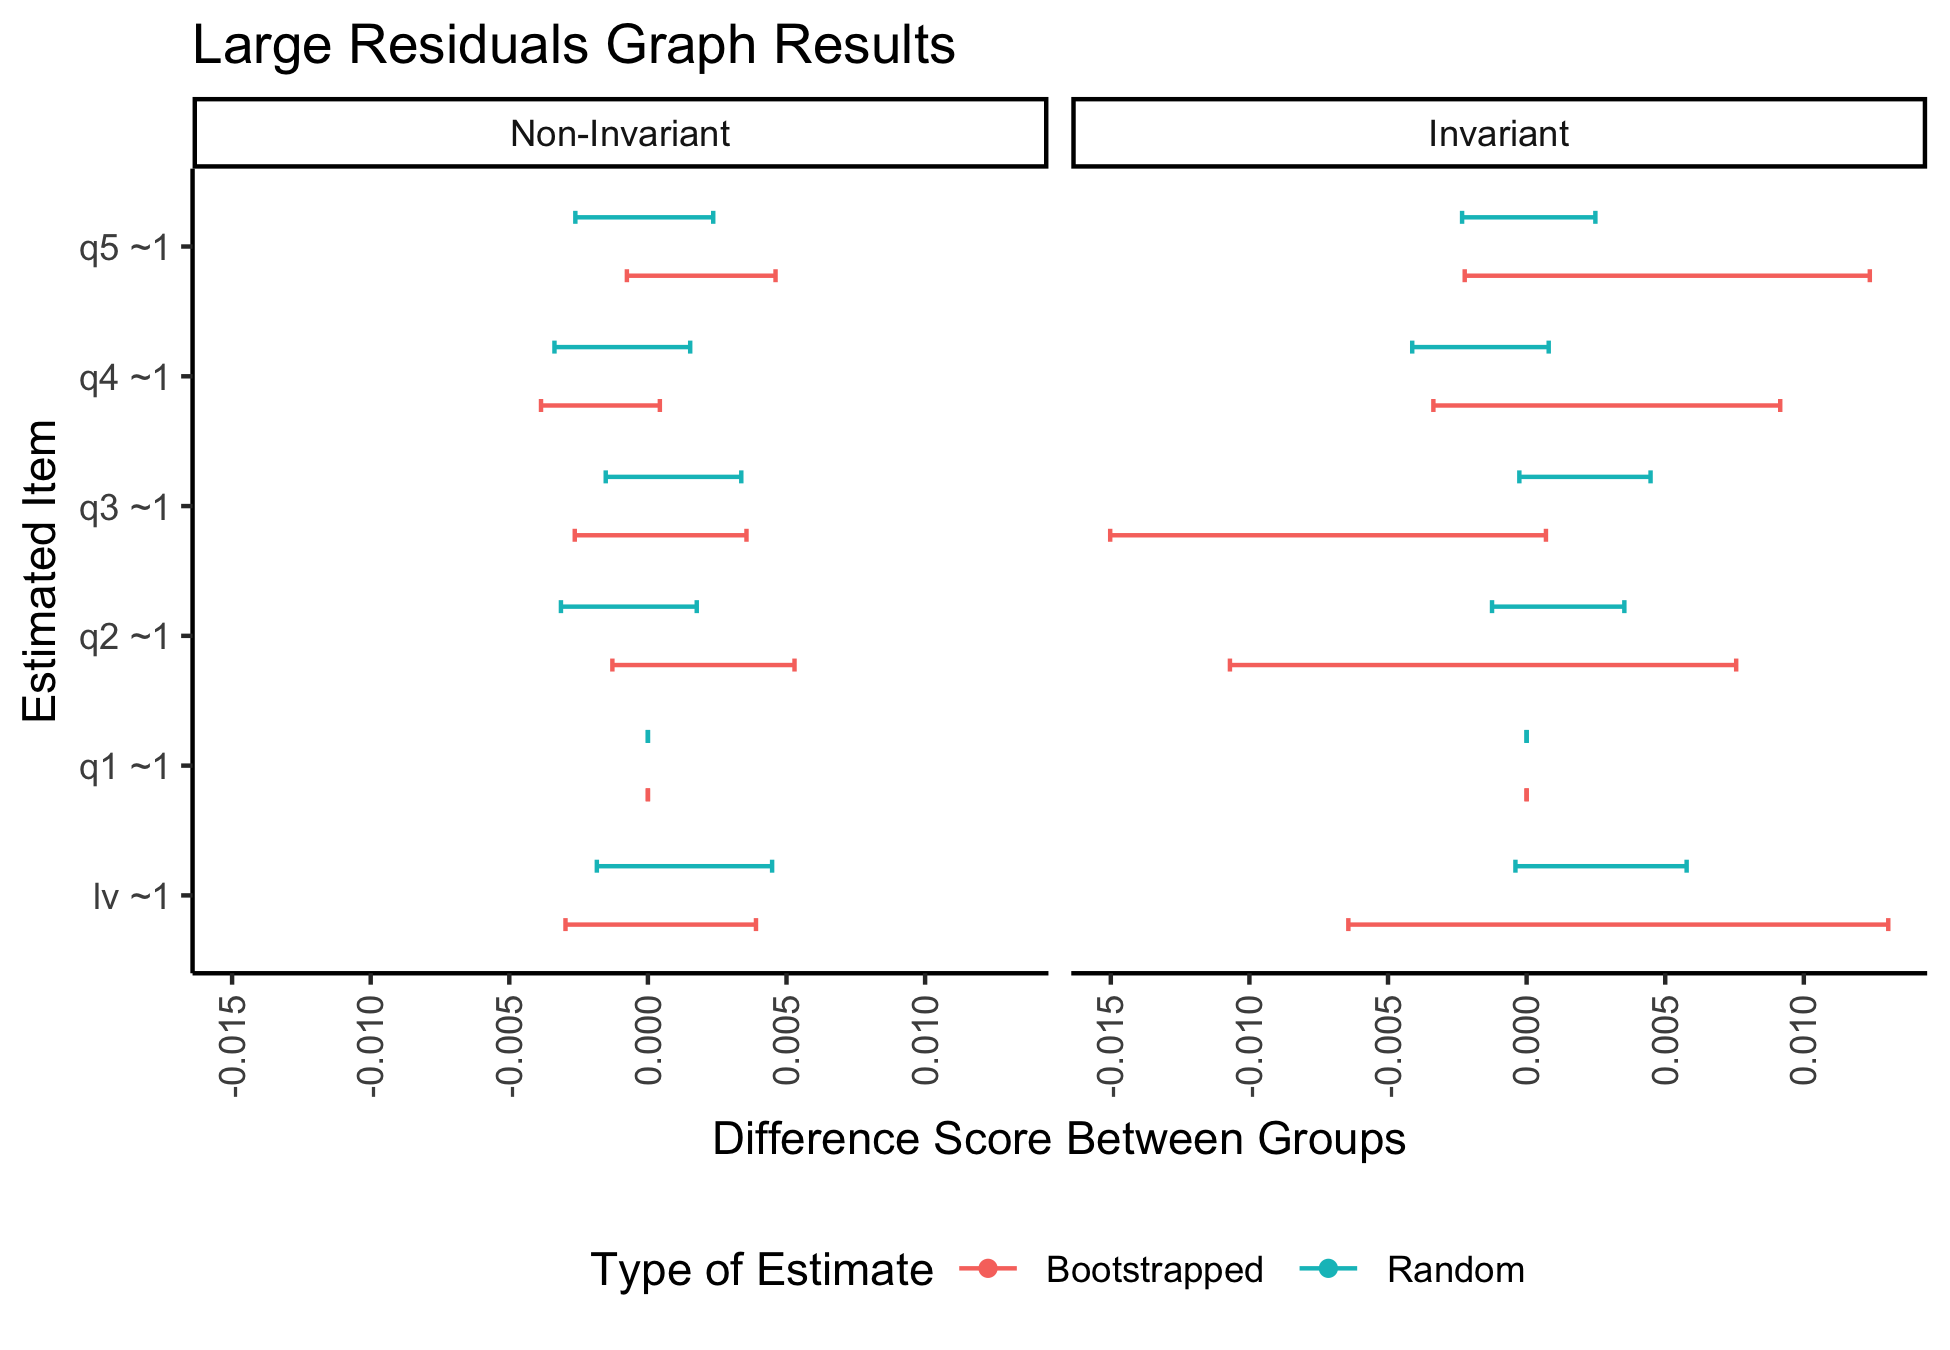 Large Residuals Graph Results
Non-Invariant
Invariant
Estimated Item
q5 ~1
q4 ~1
q3 ~1
q2 ~1
q1 ~1
lv ~1
-0.015
-0.010
-0.005
0.000
0.005
0.010
-0.015
-0.010
-0.005
0.000
0.005
0.010
Difference Score Between Groups
Type of Estimate Bootstrapped Random